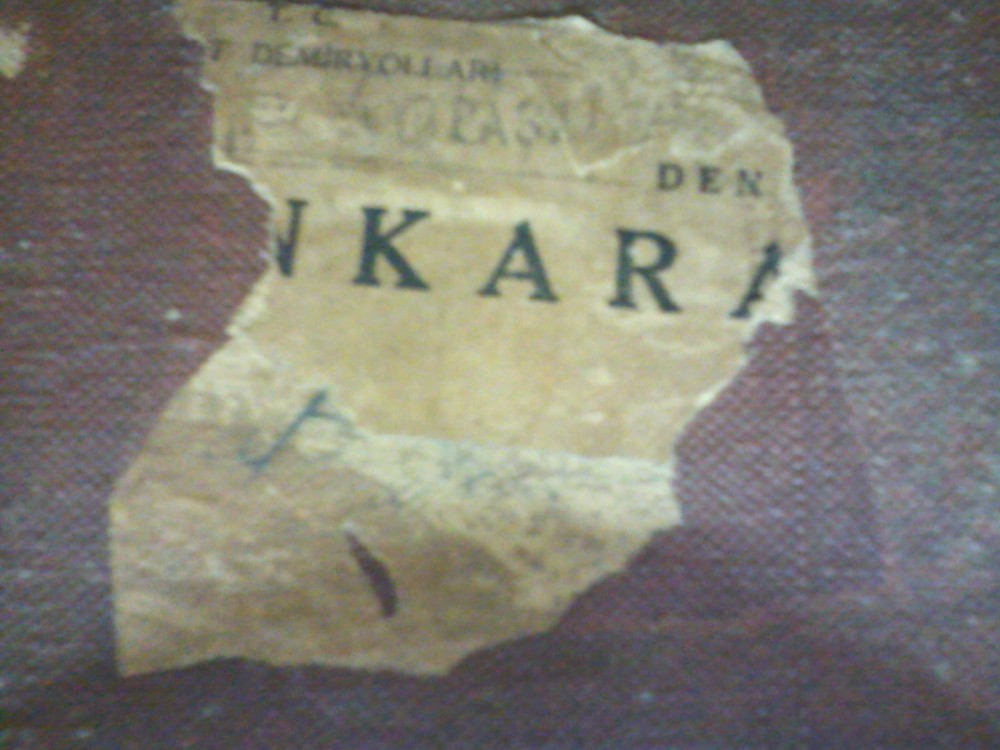 T. C.
T DEMİRYOLLARI
DEN
NKARA